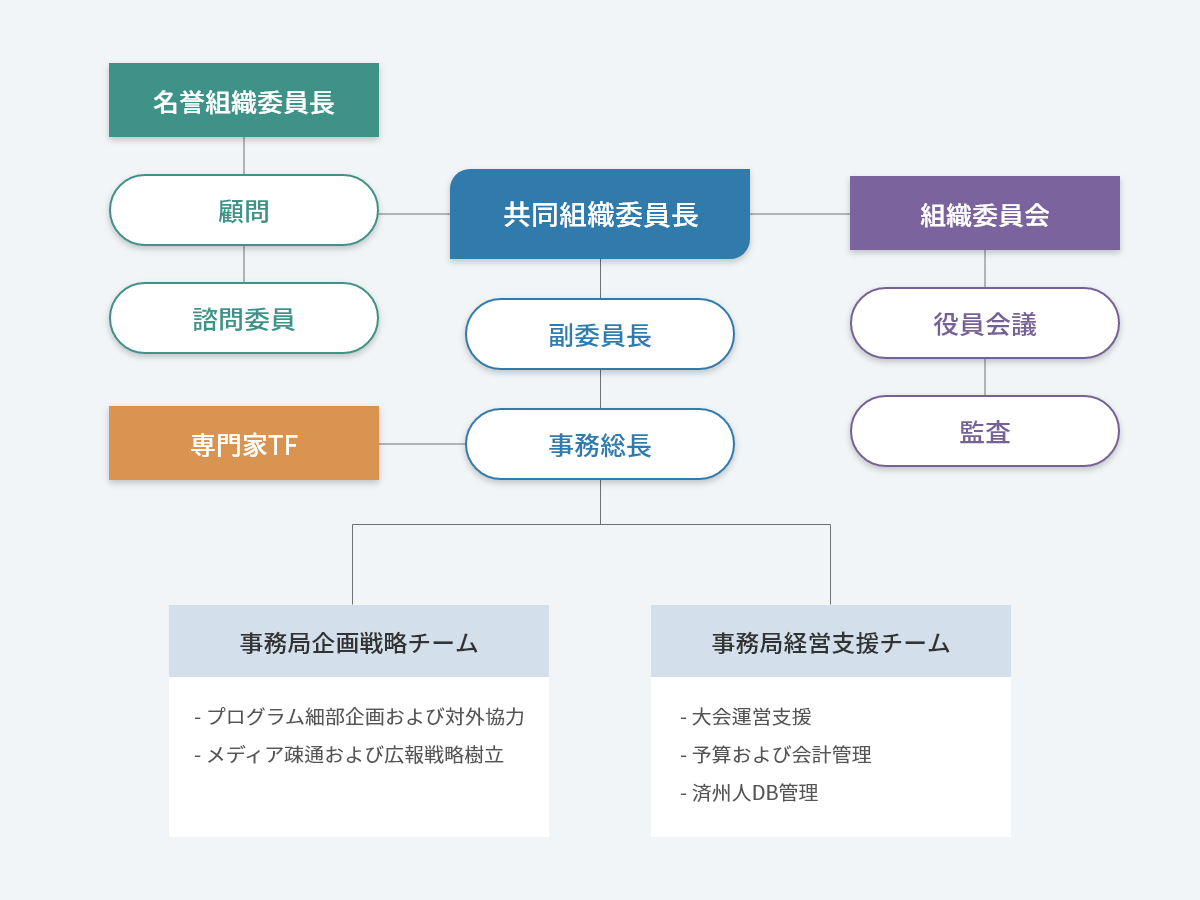 名誉組織委員長
顧問
諮問委員
専門家TF
共同組織委員長
副委員長
事務総長
組織委員会
役員会議
監査
事務局企画戦略チーム
- プログラム細部企画および対外協力
- メディア疎通および広報戦略樹立
事務局経営支援チーム
- 大会運営支援
- 予算および会計管理
- 済州人DB管理